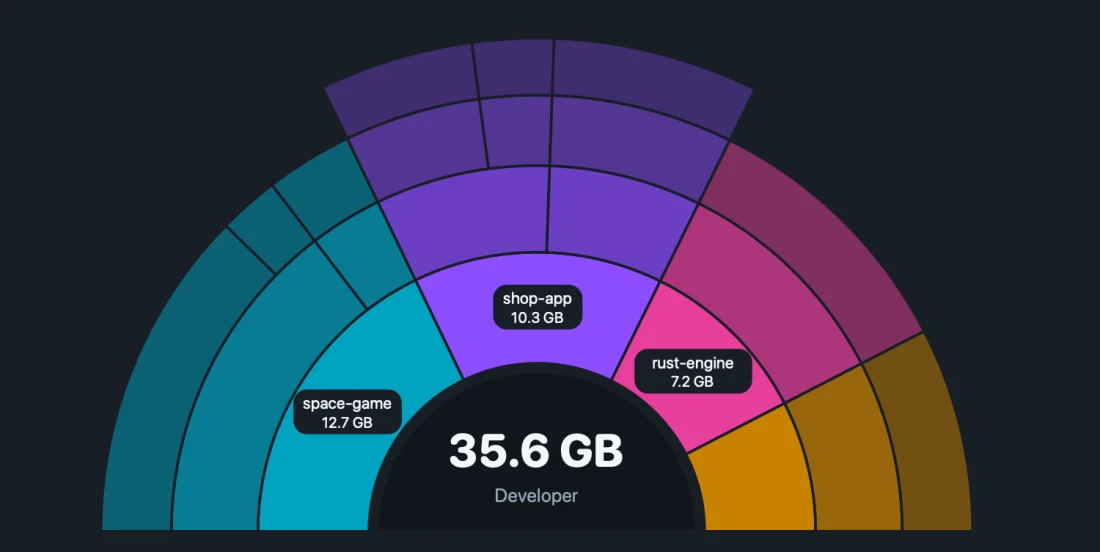 shop-app
10.3 GB
rust-engine
7.2 GB
space-game
12.7 GB
35.6 GB
Developer